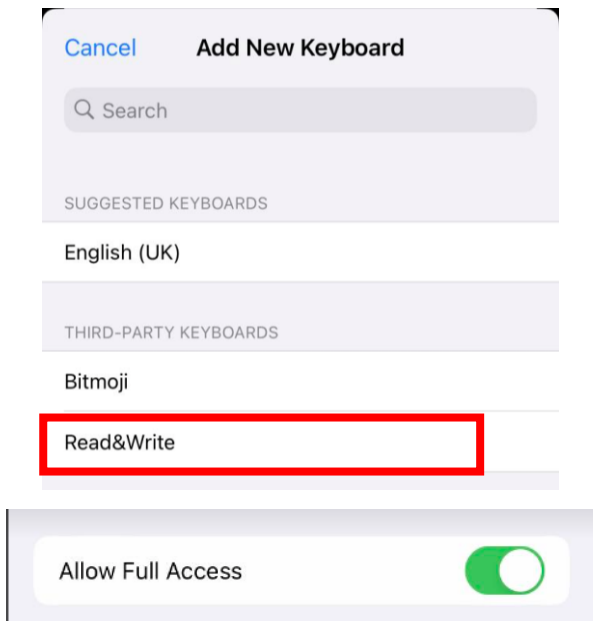 Cancel Add New Keyboard
Search
SUGGESTED KEYBOARDS
English (UK)
THIRD-PARTY KEYBOARDS
Bitmoji
Read&Write
Allow Full Access